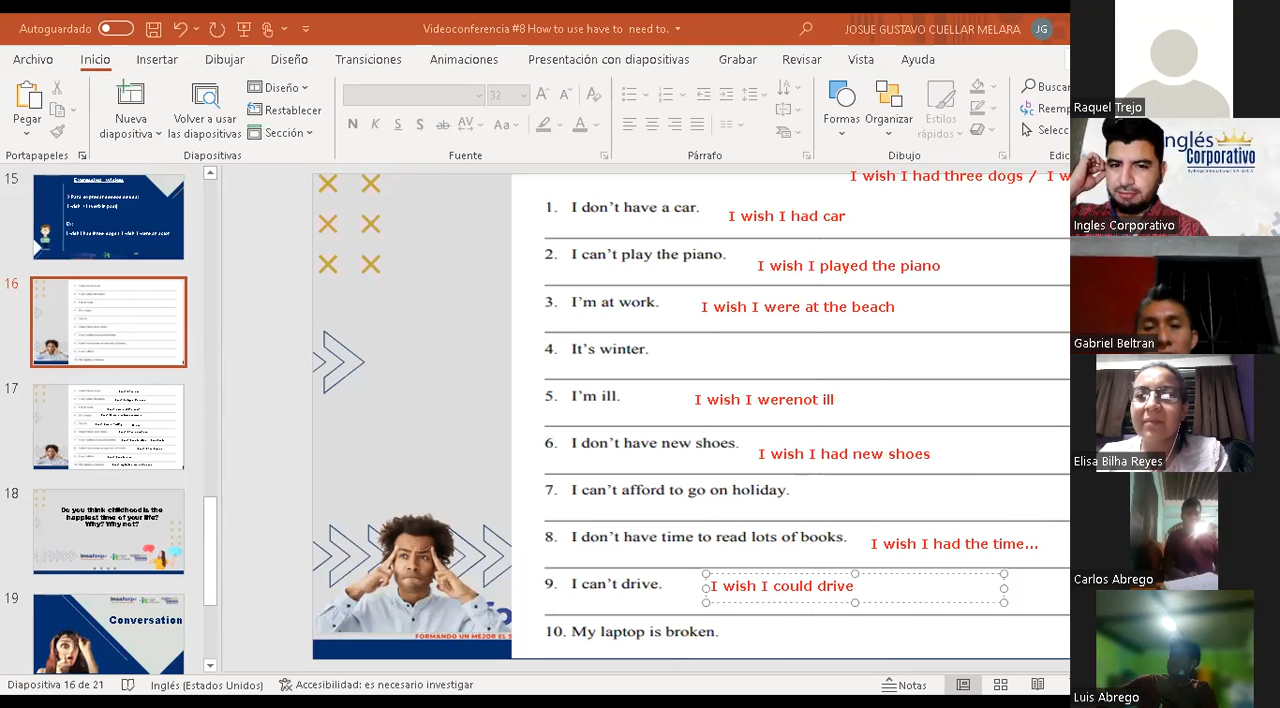 Autoguardado
Videoconferencia #8 How to use have to need to.
JOSUE GUSTAVO CUELLAR MELARA
JG
Archivo Inicio Insertar Dibujar Diseño Transiciones Animaciones Presentación con diapositivas Grabar Revisar Vista Ayuda
Pegar
Nueva
diapositiva
Volver a usar
las diapositivas
Diseño
Restablecer
Sección
32
N K S S ab AV Aa
A
Formas Organizar Estilos
rápidos
Buscar
Reemp
Selecc
Portapapeles Diapositivas Fuente Párrafo Dibujo Edi
15
16
17
18
Do you think childhood is the
happiest time of your life?
Why? Why not?
19
Conversation
I wish I had three dogs / I w
1. I don't have a car.
I wish I had car
2. I can't play the piano.
I wish I played the piano
3. I'm at work.
I wish I were at the beach
4. It's winter.
5. I'm ill.
I wish I werenot ill
6. I don't have new shoes.
I wish I had new shoes
7. I can't afford to go on holiday.
8. I don't have time to read lots of books.
I wish I had the time...
9. I can't drive.
I wish I could drive
10. My laptop is broken.
FORMANDO UN MEJOR EL S
Diapositiva 16 de 21
Inglés (Estados Unidos)
Accesibilidad: es necesario investigar
Notas
Raquel Trejo
nglés
Corporativo
Ingles Corporativo
Gabriel Beltran
Elisa Bilha Reyes
Carlos Abrego
Luis Abrego